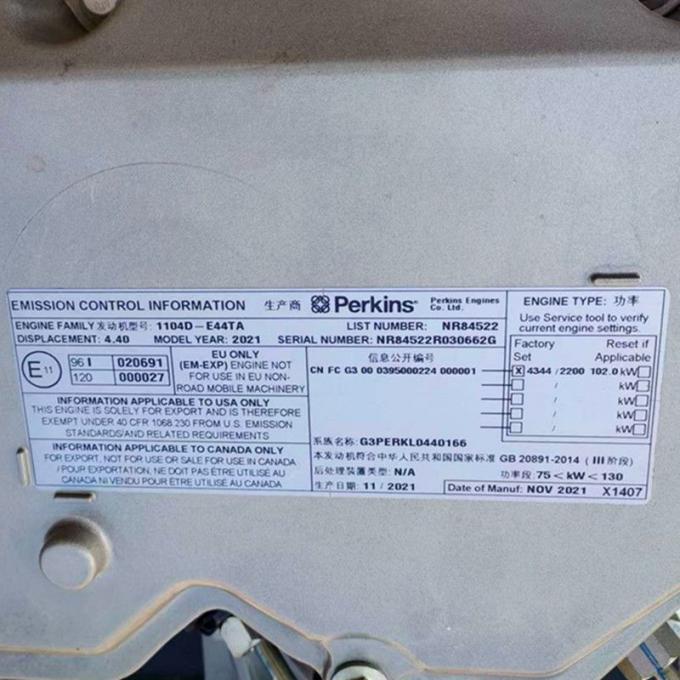 EMISSION CONTROL INFORMATION 生产商 Perkins Perkins Engines Co. Ltd.
ENGINE FAMILY发动机型号: 1104D-E44TA LIST NUMBER: NR84522
DISPLACEMENT: 4.40 MODEL YEAR: 2021 SERIAL NUMBER: NR84522R030662G
E11
96 I 020691
120 000027
EU ONLY
(EM-EXP) ENGINE NOT
FOR USE IN EU NON-
ROAD MOBILE MACHINERY
INFORMATION APPLICABLE TO USA ONLY
THIS ENGINE IS SOLELY FOR EXPORT AND IS THEREFORE
EXEMPT UNDER 40 CFR 1068.230 FROM U.S. EMISSION
STANDARDS AND RELATED REQUIREMENTS
INFORMATION APPLICABLE TO CANADA ONLY
FOR EXPORT. NOT FOR USE OR SALE FOR USE IN CANADA
/ POUR EXPORTATION, NE DOIT PAS ÊTRE UTILISÉ AU
CANADA NI VENDU POUR ÊTRE UTILISÉ AU CANADA.
信息公开编号
CN FC G3 00 0395000224 000001
系族名称: G3PERKL0440166
本发动机符合中华人民共和国国家标准 GB 20891-2014 (III阶段)
后处理装置类型: N/A 功率段: 75 < kW < 130
生产日期: 11 / 2021
Date of Manuf: NOV 2021 X1407
ENGINE TYPE: 功率
Use Service tool to verify
current engine settings.
Factory Reset if
Set Applicable
X 4344 / 2200 102.0 kW
/ kW
/ kW
/ kW
/ kW